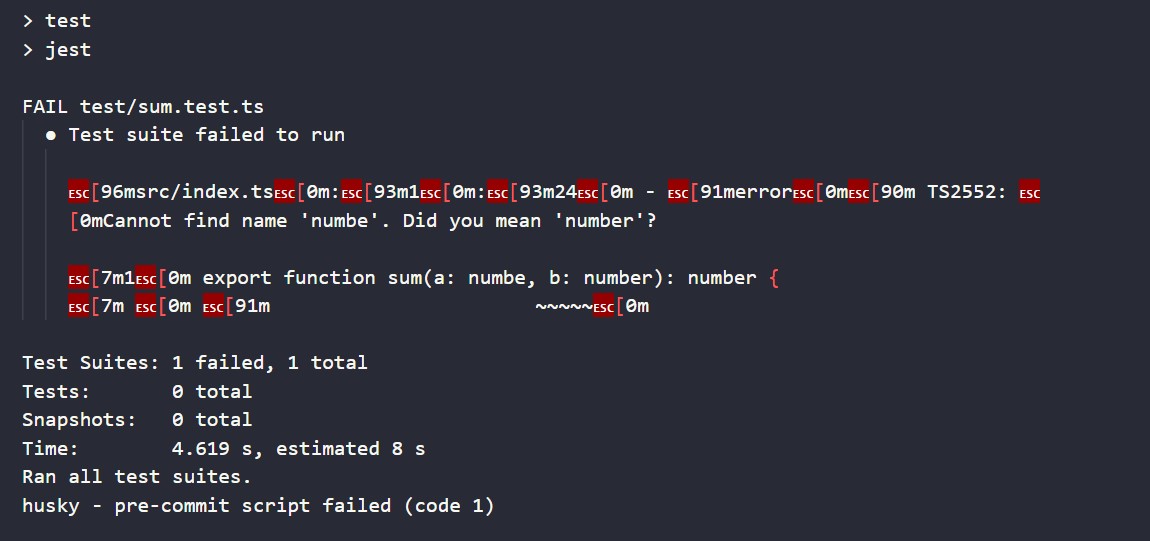 > test
> jest
FAIL test/sum.test.ts
● Test suite failed to run
ESC[96msrc/index.tsESC[0m:ESC[93m1ESC[0m:ESC[93m24ESC[0m - ESC[91merrorESC[0mESC[90m TS2552: ESC
[0mCannot find name 'numbe'. Did you mean 'number'?
ESC[7m1ESC[0m export function sum(a: numbe, b: number): number {
ESC[7m ESC[0m ESC[91m                       ~~~~~ESC[0m
Test Suites: 1 failed, 1 total
Tests:       0 total
Snapshots:   0 total
Time:        4.619 s, estimated 8 s
Ran all test suites.
husky - pre-commit script failed (code 1)